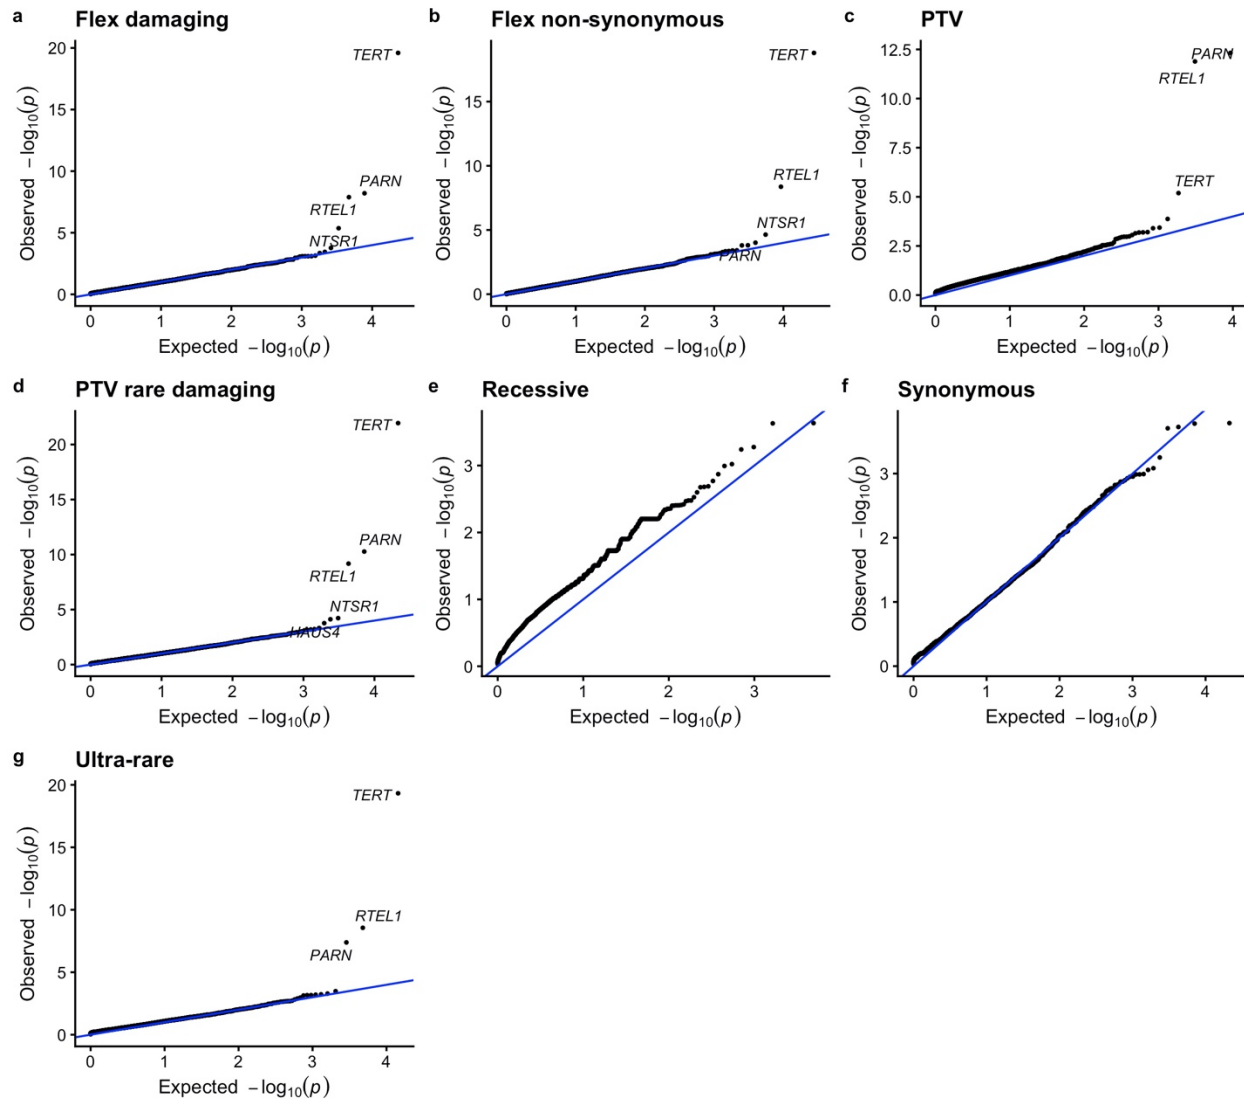 a Flex damaging
20
15
10
5
0
Observed −log10(p)
TERT
PARN
RTEL1
NTSR1
0 1 2 3 4
Expected −log10(p)
b Flex non-synonymous
15
10
5
0
Observed −log10(p)
TERT
RTEL1
NTSR1
PARN
0 1 2 3 4
Expected −log10(p)
c PTV
12.5
10.0
7.5
5.0
2.5
0.0
Observed −log10(p)
PARN
RTEL1
TERT
0 1 2 3 4
Expected −log10(p)
d PTV rare damaging
20
15
10
5
0
Observed −log10(p)
TERT
PARN
RTEL1
NTSR1
HAUS4
0 1 2 3 4
Expected −log10(p)
e Recessive
3
2
1
0
Observed −log10(p)
0 1 2 3
Expected −log10(p)
f Synonymous
3
2
1
0
Observed −log10(p)
0 1 2 3 4
Expected −log10(p)
g Ultra-rare
20
15
10
5
0
Observed −log10(p)
TERT
RTEL1
PARN
0 1 2 3 4
Expected −log10(p)